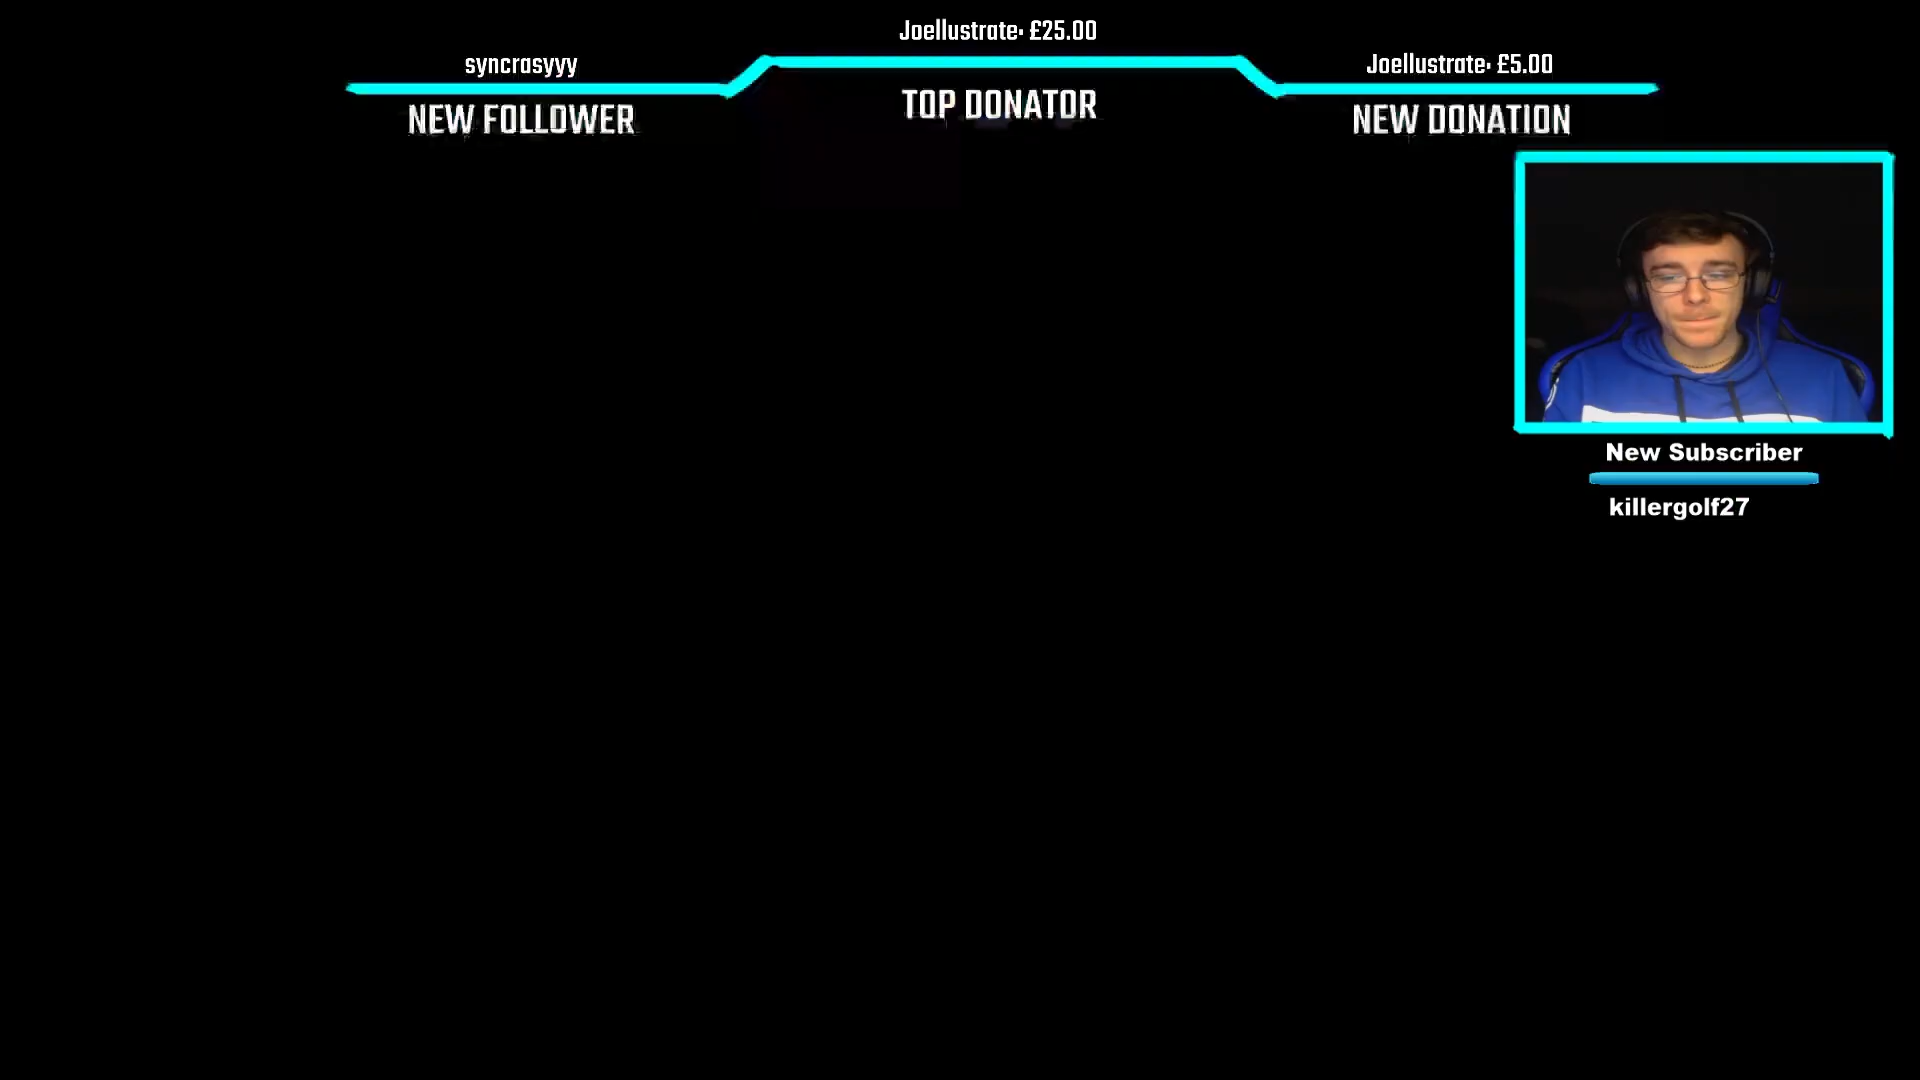 Joellustrate: £25.00
syncrasyyy
Joellustrate: £5.00
TOP DONATOR
NEW FOLLOWER
NEW DONATION
New Subscriber
killergolf27